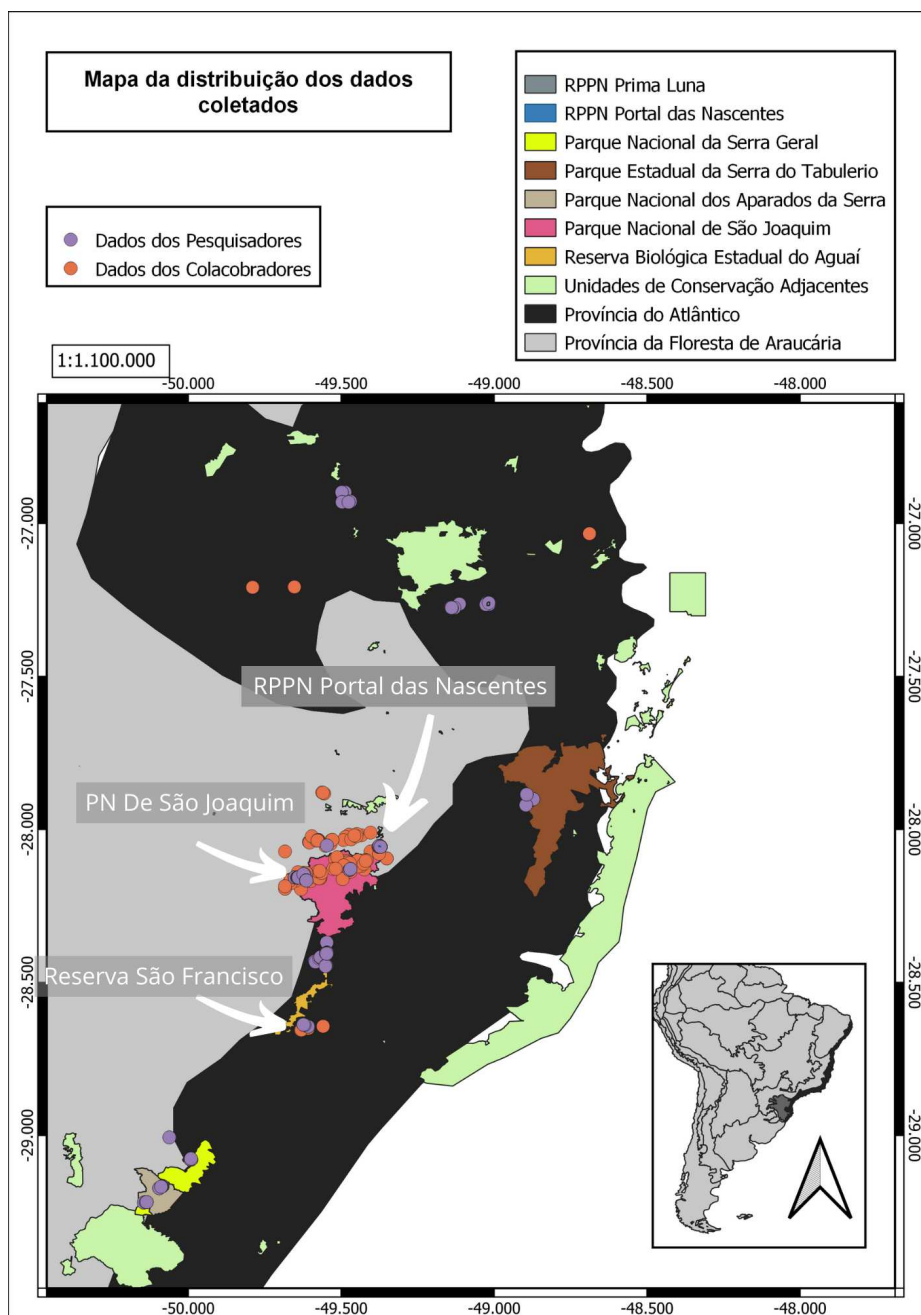 Mapa da distribuição dos dados
coletados
RPPN Prima Luna
RPPN Portal das Nascentes
Parque Nacional da Serra Geral
Parque Estadual da Serra do Tabulerio
Parque Nacional dos Aparados da Serra
Parque Nacional de São Joaquim
Reserva Biológica Estadual do Aguaí
Unidades de Conservação Adjacentes
Província do Atlântico
Província da Floresta de Araucária
Dados dos Pesquisadores
Dados dos Colacobradores
1:1.100.000
-50.000 -49.500 -49.000 -48.500 -48.000
-27.000 -27.000
-27.500 -27.500
RPPN Portal das Nascentes
PN De São Joaquim
-28.000 -28.000
Reserva São Francisco
-28.500 -28.500
-29.000 -29.000
-50.000 -49.500 -49.000 -48.500 -48.000